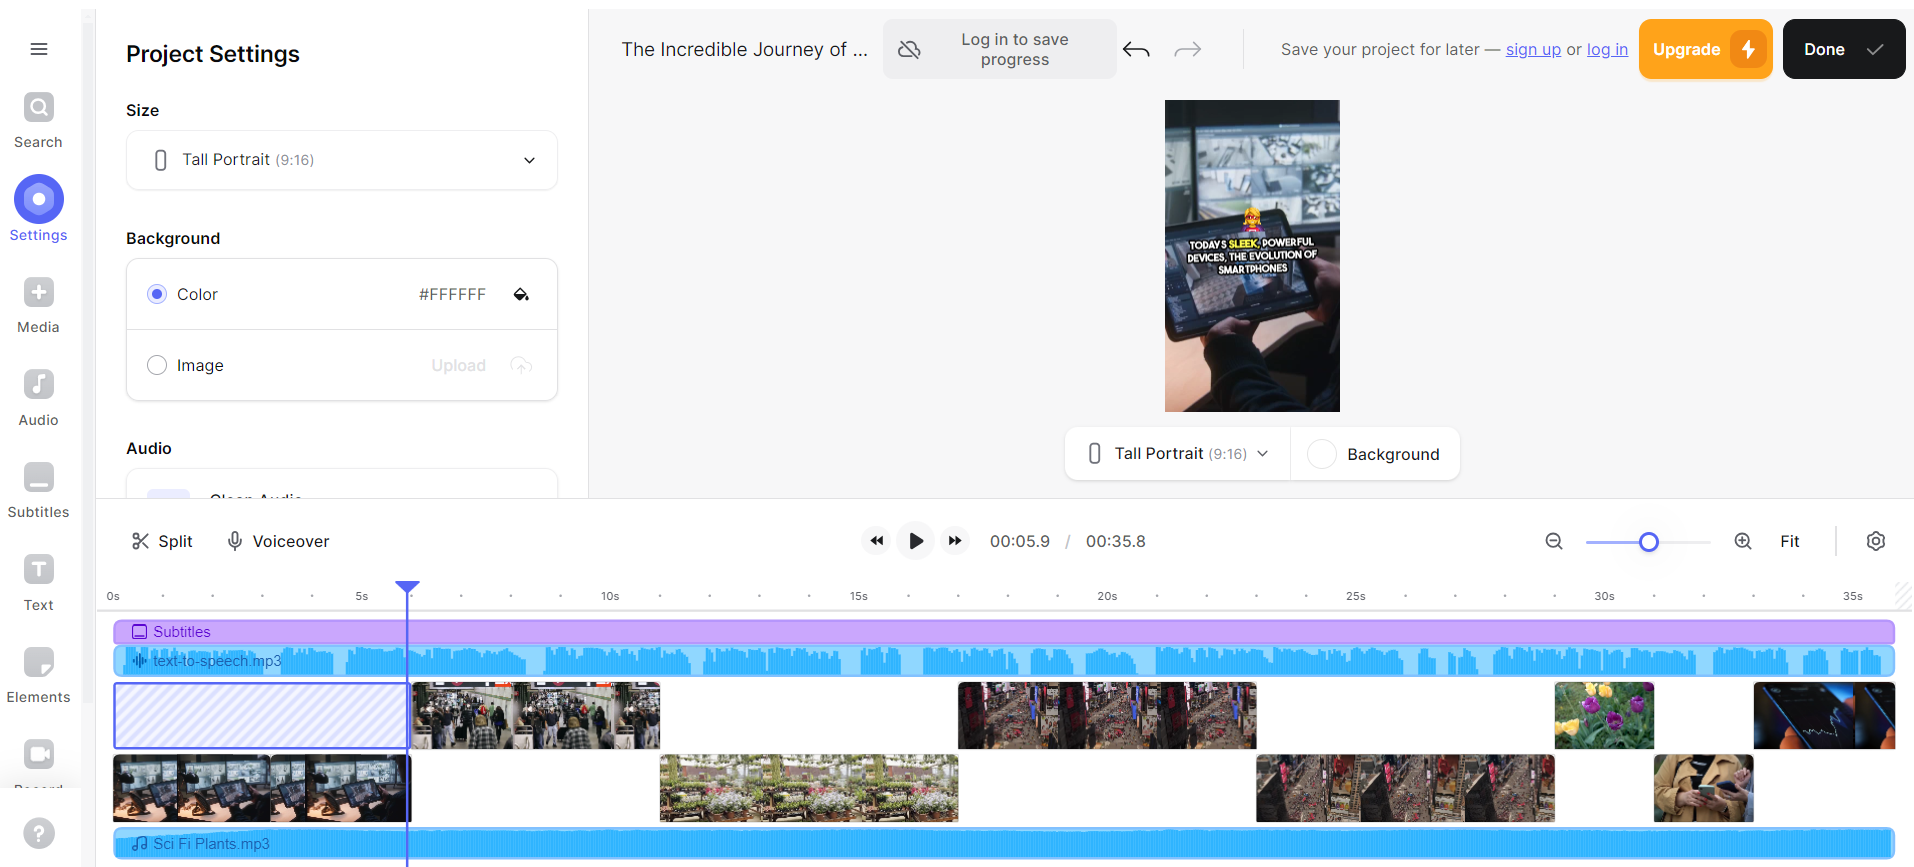 Search
Settings
Media
Audio
Subtitles
Text
Elements
Record
Project Settings
Size
Tall Portrait (9:16)
Background
Color
#FFFFFF
Image
Upload
Audio
Clean Audio
The Incredible Journey of ...
Log in to save
progress
Save your project for later — sign up or log in
Upgrade
Done
TODAY'S SLEEK, POWERFUL
DEVICES, THE EVOLUTION OF
SMARTPHONES
Tall Portrait (9:16)
Background
Split
Voiceover
00:05.9 / 00:35.8
Fit
0s 5s 10s 15s 20s 25s 30s 35s
Subtitles
text-to-speech.mp3
Sci Fi Plants.mp3